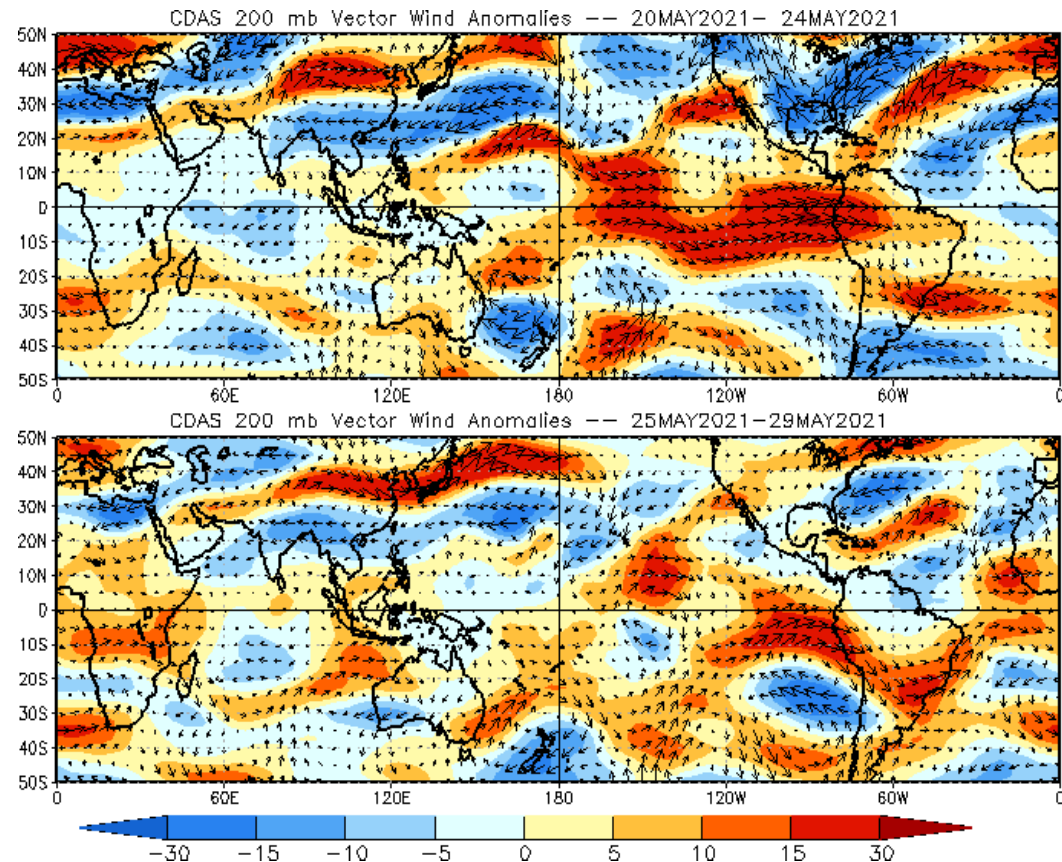 CDAS 200 mb Vector Wind Anomalies -- 20MAY2021- 24MAY2021
50N
40N
30N
20N
10N
0
10S
20S
30S
40S
50S
0 60E 120E 180 120W 60W 0
CDAS 200 mb Vector Wind Anomalies -- 25MAY2021-29MAY2021
50N
40N
30N
20N
10N
0
10S
20S
30S
40S
50S
0 60E 120E 180 120W 60W 0
-30 -15 -10 -5 0 5 10 15 30